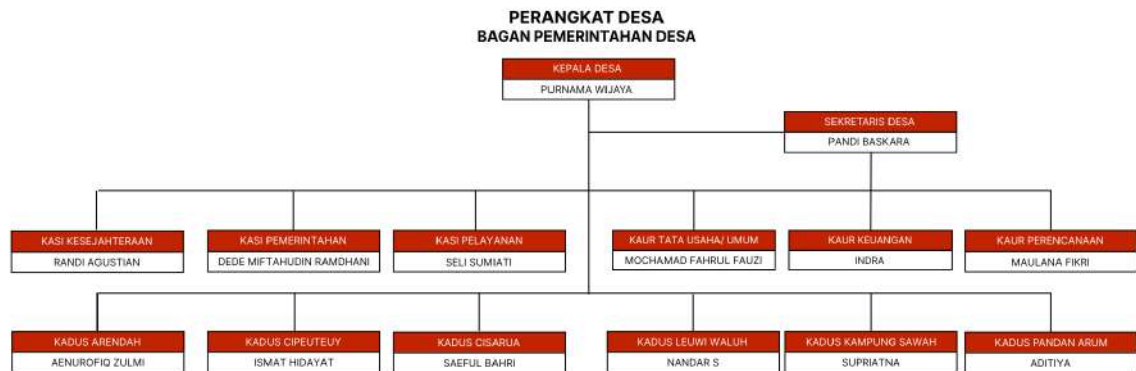 PERANGKAT DESA
BAGAN PEMERINTAHAN DESA
KEPALA DESA
PURNAMA WIJAYA
SEKRETARIS DESA
PANDI BASKARA
KASI KESEJAHTERAAN
RANDI AGUSTIAN
KASI PEMERINTAHAN
DEDE MIFTAHUDIN RAMDHANI
KASI PELAYANAN
SELI SUMIATI
KAUR TATA USAHA/ UMUM
MOCHAMAD FAHRUL FAUZI
KAUR KEUANGAN
INDRA
KAUR PERENCANAAN
MAULANA FIKRI
KADUS ARENDAH
AENUROFIQ ZULMI
KADUS CIPEUTEUY
ISMAT HIDAYAT
KADUS CISARUA
SAEFUL BAHRI
KADUS LEUWI WALUH
NANDAR S
KADUS KAMPUNG SAWAH
SUPRIATNA
KADUS PANDAN ARUM
ADITIYA